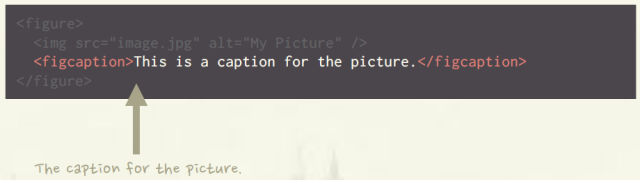 <figure>
<img src="image.jpg" alt="My Picture" />
<figcaption>This is a caption for the picture.</figcaption>
</figure>
The caption for the picture.